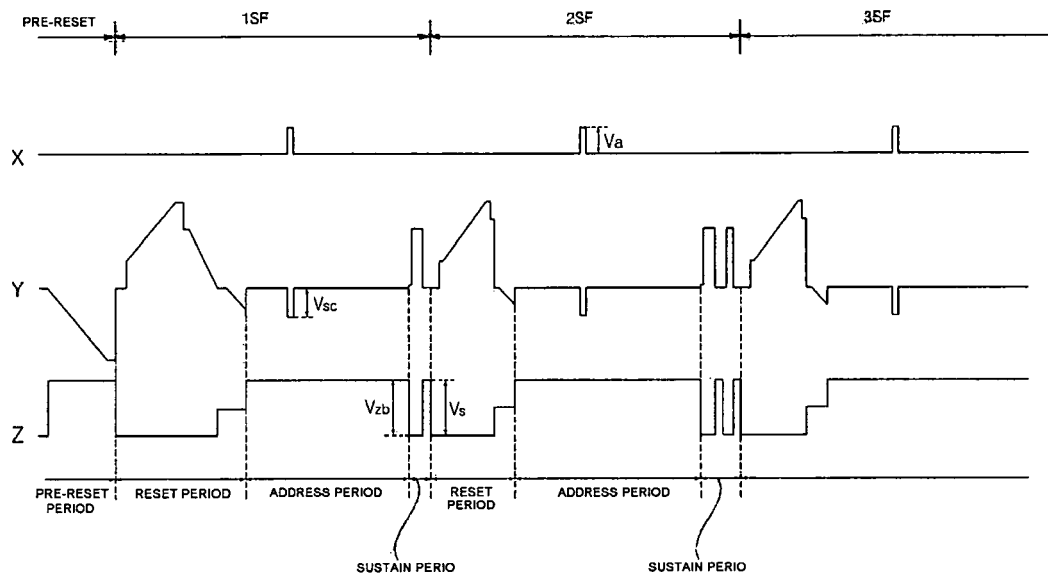 PRE-RESET
1SF
2SF
3SF
X
Va
Y
Vsc
Z
Vzb
Vs
PRE-RESET
PERIOD
RESET PERIOD
ADDRESS PERIOD
RESET
PERIOD
ADDRESS PERIOD
SUSTAIN PERIO
SUSTAIN PERIO